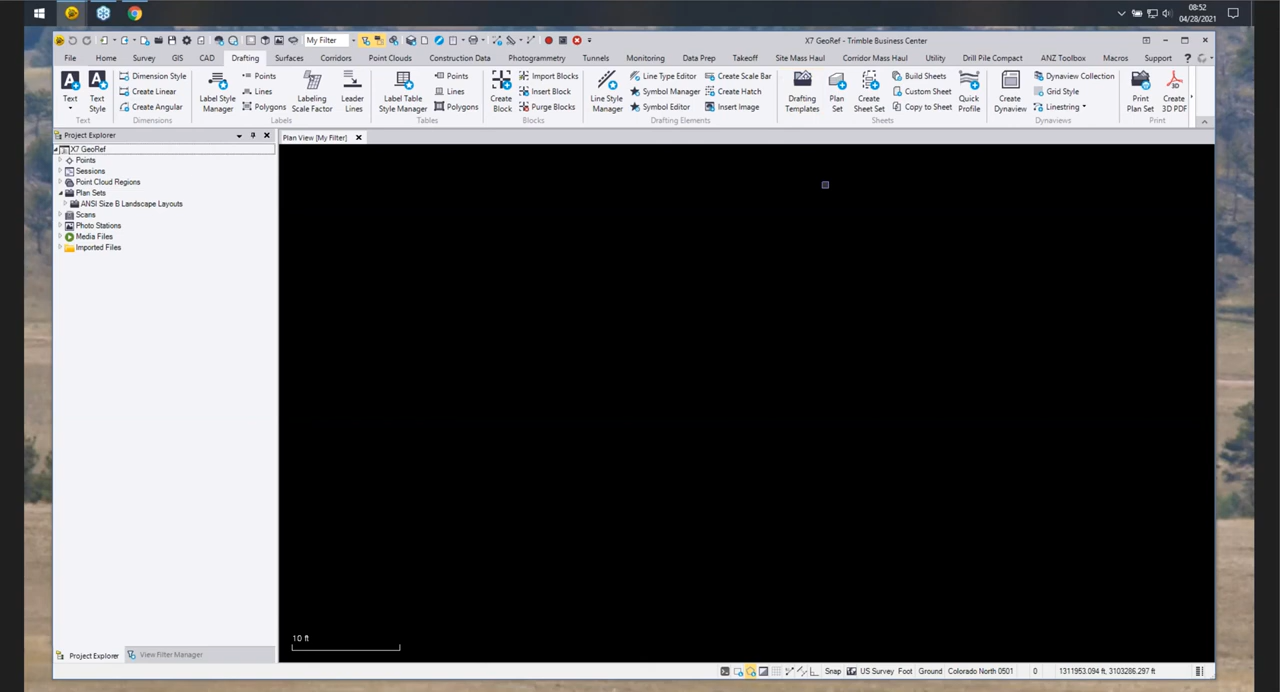 08:52
04/28/2021
My Filter
X7 GeoRef - Trimble Business Center
File Home Survey GIS CAD Drafting Surfaces Corridors Point Clouds Construction Data Photogrammetry Tunnels Monitoring Data Prep Takeoff Site Mass Haul Corridor Mass Haul Utility Drill Pile Compact ANZ Toolbox Macros Support
Text
Text Style
Text
Dimension Style
Create Linear
Create Angular
Dimensions
Label Style Manager
Points
Lines
Polygons
Labeling Scale Factor
Leader Lines
Labels
Label Table Style Manager
Points
Lines
Polygons
Tables
Create Block
Import Blocks
Insert Block
Purge Blocks
Blocks
Line Style Manager
Line Type Editor
Symbol Manager
Symbol Editor
Create Scale Bar
Create Hatch
Insert Image
Drafting Elements
Drafting Templates
Plan Set
Create Sheet Set
Build Sheets
Custom Sheet
Copy to Sheet
Quick Profile
Sheets
Create Dynaview
Dynaview Collection
Grid Style
Linestring
Dynaviews
Print Plan Set
Create 3D PDF
Print
Project Explorer
Plan View [My Filter]
X7 GeoRef
Points
Sessions
Point Cloud Regions
Plan Sets
ANSI Size B Landscape Layouts
Scans
Photo Stations
Media Files
Imported Files
10 ft
Project Explorer
View Filter Manager
Snap
US Survey Foot
Ground
Colorado North 0501
0
1311953.094 ft, 3103286.297 ft